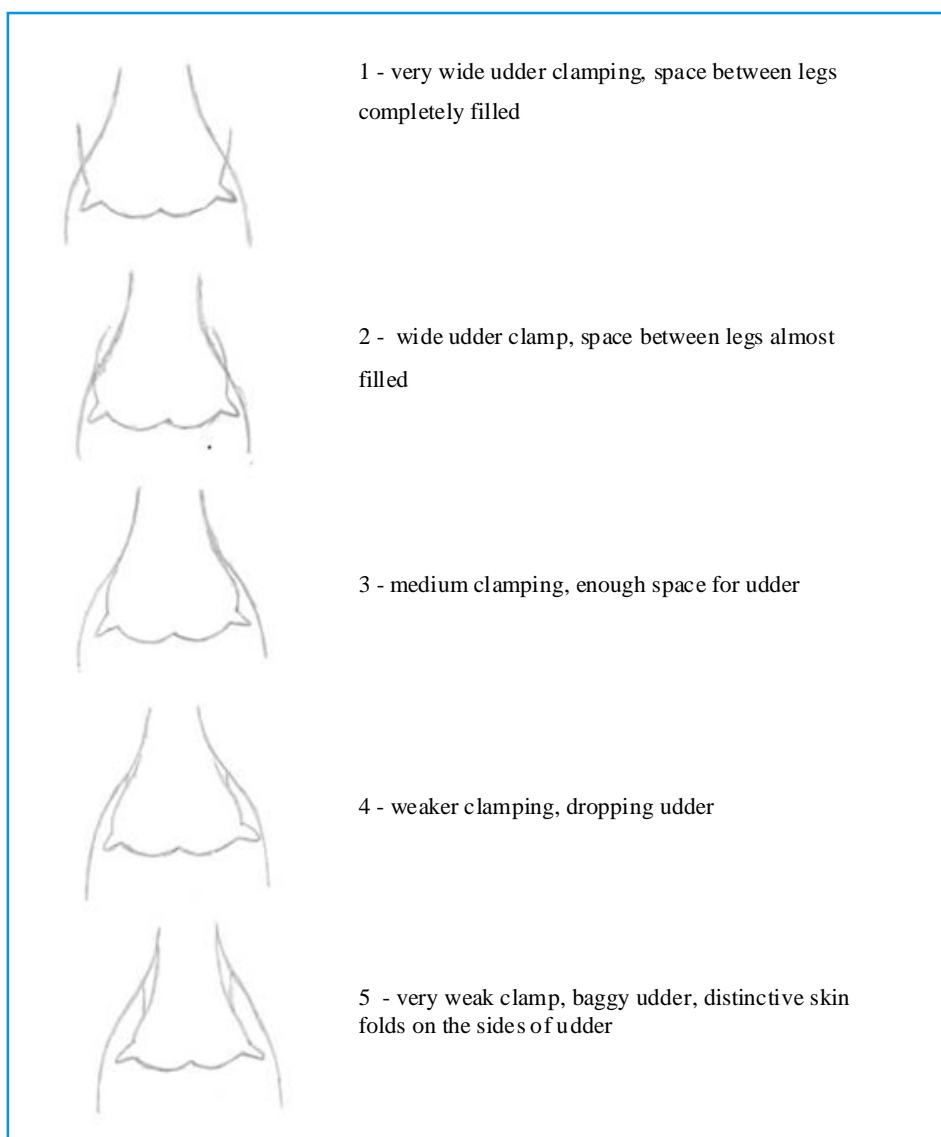 1 - very wide udder clamping, space between legs
completely filled
2 - wide udder clamp, space between legs almost
filled
3 - medium clamping, enough space for udder
4 - weaker clamping, dropping udder
5 - very weak clamp, baggy udder, distinctive skin
folds on the sides of udder